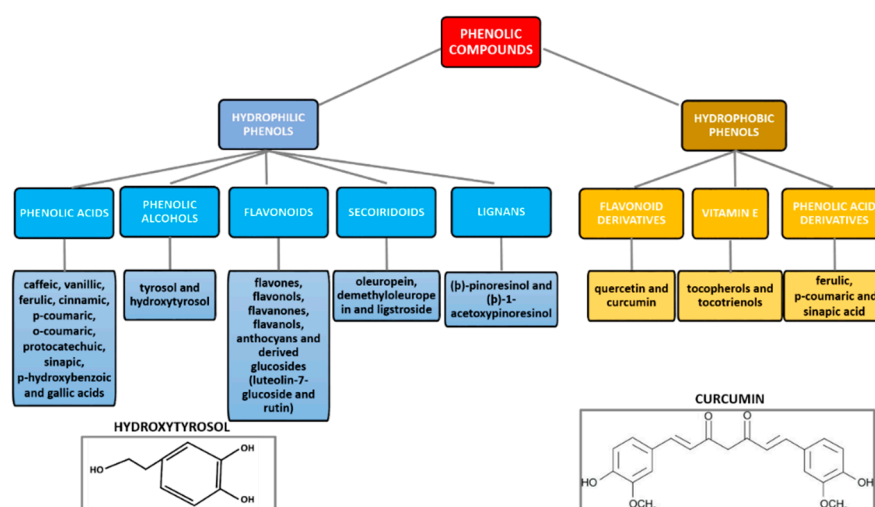 PHENOLIC
COMPOUNDS
HYDROPHILIC
PHENOLS
HYDROPHOBIC
PHENOLS
PHENOLIC ACIDS
PHENOLIC
ALCOHOLS
FLAVONOIDS
SECOIRIDOIDS
LIGNANS
FLAVONOID
DERIVATIVES
VITAMIN E
PHENOLIC ACID
DERIVATIVES
caffeic, vanillic,
ferulic, cinnamic,
p-coumaric,
o-coumaric,
protocatechuic,
sinapic,
p-hydroxybenzoic
and gallic acids
tyrosol and
hydroxytyrosol
flavones,
flavonols,
flavanones,
flavanols,
anthocyans and
derived
glucosides
(luteolin-7-
glucoside and
rutin)
oleuropein,
demethyloleurope
in and ligstroside
(þ)-pinoresinol and
(þ)-1-
acetoxypinoresinol
quercetin and
curcumin
tocopherols and
tocotrienols
ferulic,
p-coumaric and
sinapic acid
HYDROXYTYROSOL
HO
OH
OH
CURCUMIN
O
O
HO
OCH
OH
OCH